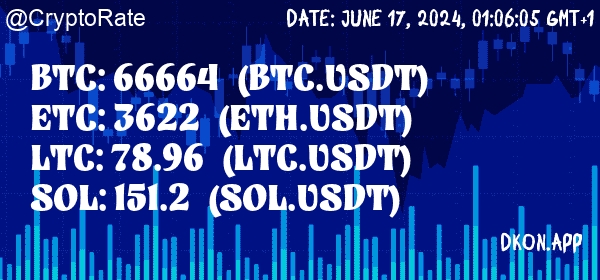 @CryptoRate
DATE: JUNE 17, 2024, 01:06:05 GMT+1
BTC: 66664 (BTC.USDT)
ETC: 3622 (ETH.USDT)
LTC: 78.96 (LTC.USDT)
SOL: 151.2 (SOL.USDT)
DKON.APP